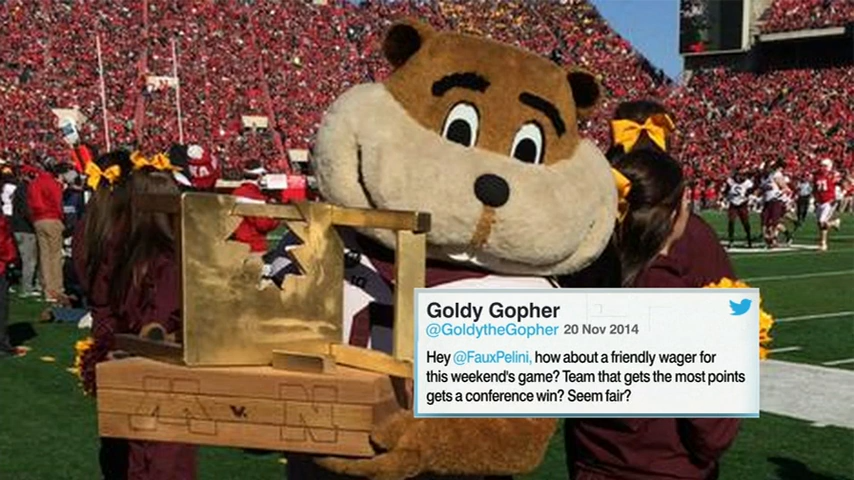 Goldy Gopher
@GoldytheGopher 20 Nov 2014
Hey @FauxPelini, how about a friendly wager for
this weekend's game? Team that gets the most points
gets a conference win? Seem fair?
M v. N